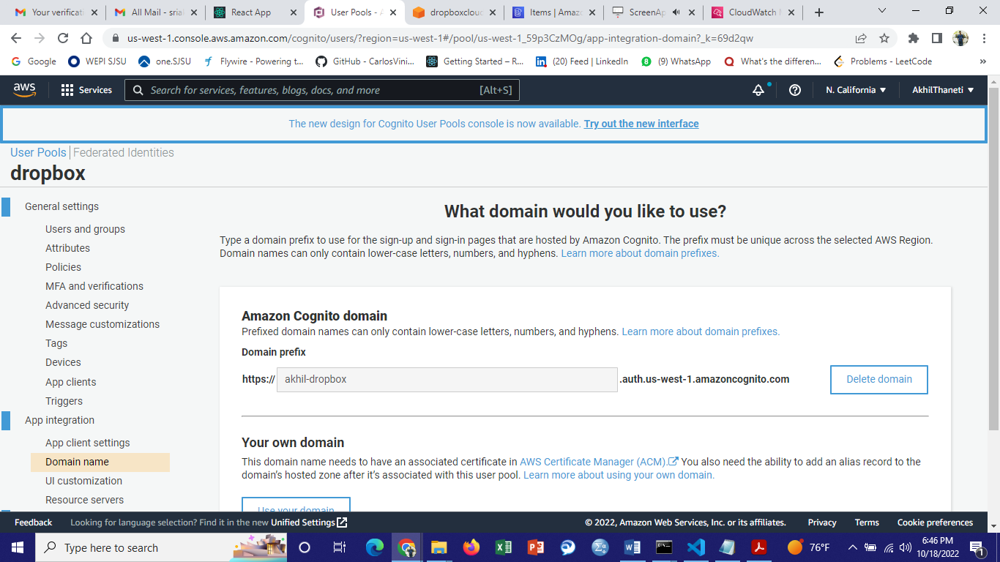 Your verificati
All Mail - sriak
React App
User Pools - A
dropboxcloud
Items | Amazo
ScreenAp
CloudWatch M
us-west-1.console.aws.amazon.com/cognito/users/?region=us-west-1#/pool/us-west-1_59p3CzMOg/app-integration-domain?_k=69d2qw
Google
WEPI SJSU
one.SJSU
Flywire - Powering t...
GitHub - CarlosVini...
Getting Started – R...
(20) Feed | LinkedIn
(9) WhatsApp
What's the differen...
Problems - LeetCode
»
aws
Services
Search for services, features, blogs, docs, and more
[Alt+S]
N. California
AkhilThaneti
The new design for Cognito User Pools console is now available. Try out the new interface
User Pools | Federated Identities
dropbox
General settings
Users and groups
Attributes
Policies
MFA and verifications
Advanced security
Message customizations
Tags
Devices
App clients
Triggers
App integration
App client settings
Domain name
UI customization
Resource servers
What domain would you like to use?
Type a domain prefix to use for the sign-up and sign-in pages that are hosted by Amazon Cognito. The prefix must be unique across the selected AWS Region.
Domain names can only contain lower-case letters, numbers, and hyphens. Learn more about domain prefixes.
Amazon Cognito domain
Prefixed domain names can only contain lower-case letters, numbers, and hyphens. Learn more about domain prefixes.
Domain prefix
https:// akhil-dropbox .auth.us-west-1.amazoncognito.com
Delete domain
Your own domain
This domain name needs to have an associated certificate in AWS Certificate Manager (ACM). You also need the ability to add an alias record to the
domain's hosted zone after it's associated with this user pool. Learn more about using your own domain.
Use your domain
Feedback
Looking for language selection? Find it in the new Unified Settings
© 2022, Amazon Web Services, Inc. or its affiliates.
Privacy
Terms
Cookie preferences
Type here to search
76°F
6:46 PM
10/18/2022
1